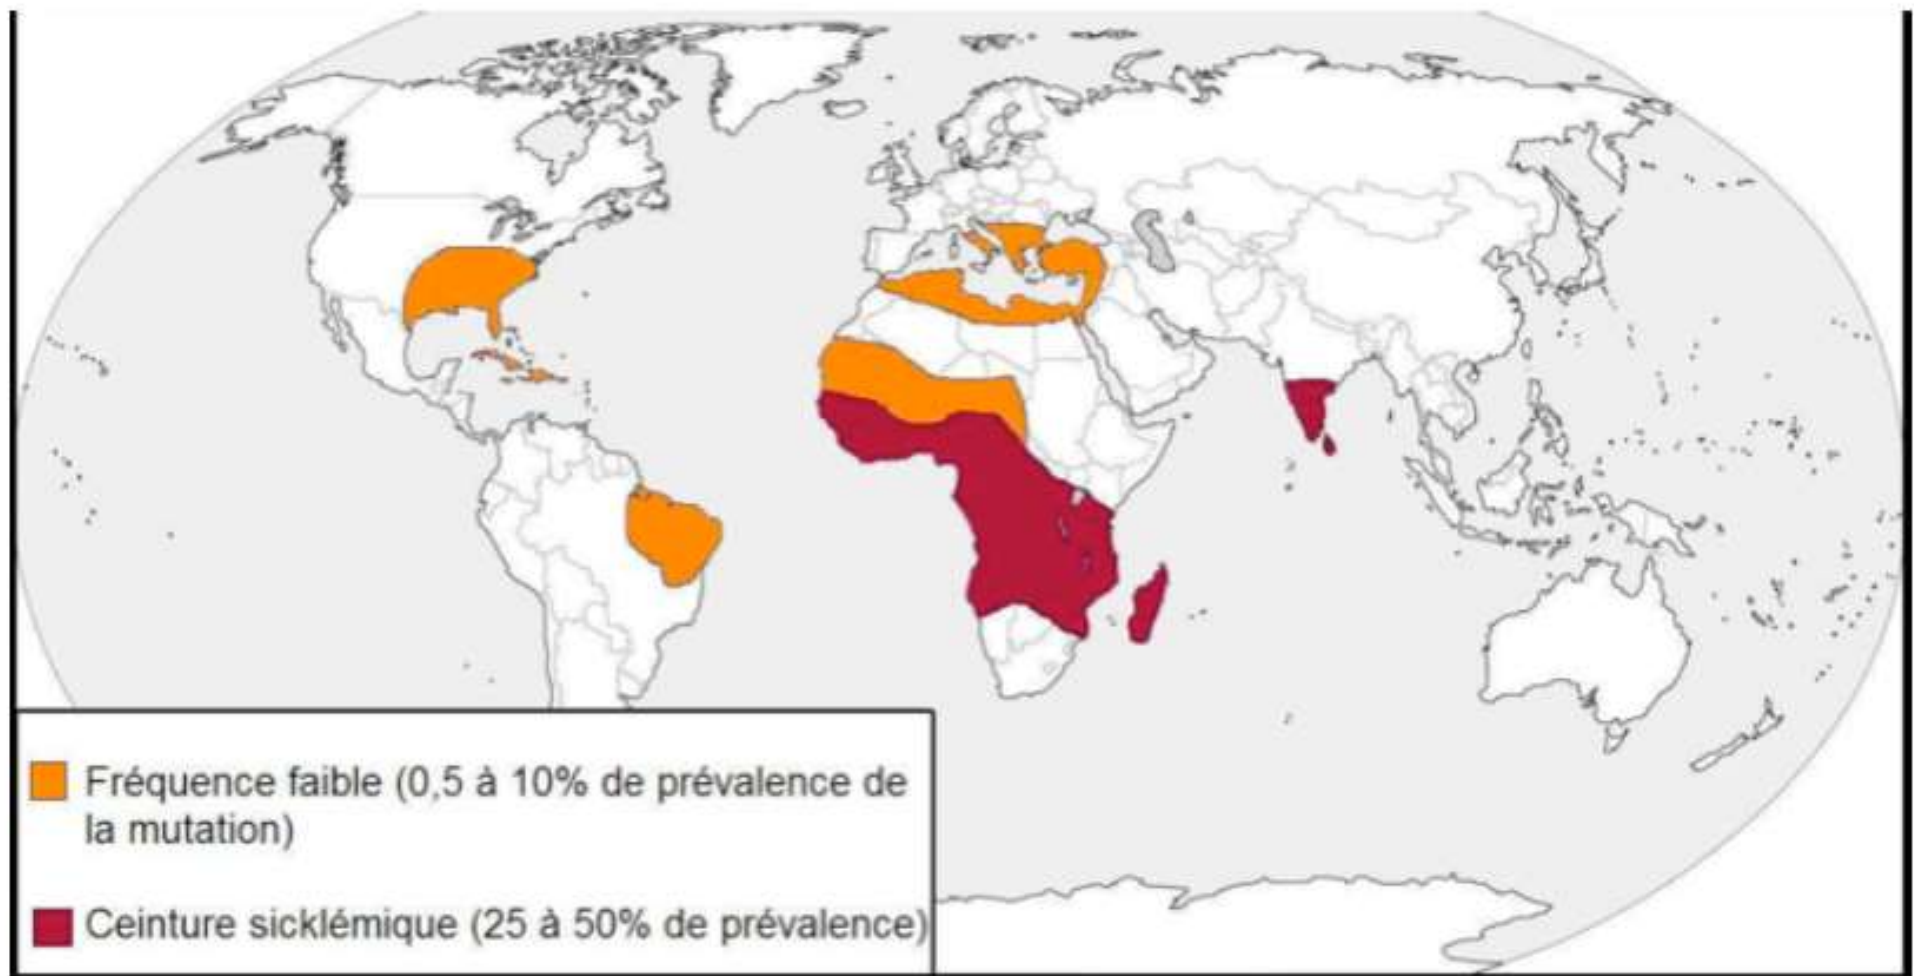 Fréquence faible (0,5 à 10% de prévalence de
la mutation)
Ceinture sicklémique (25 à 50% de prévalence)